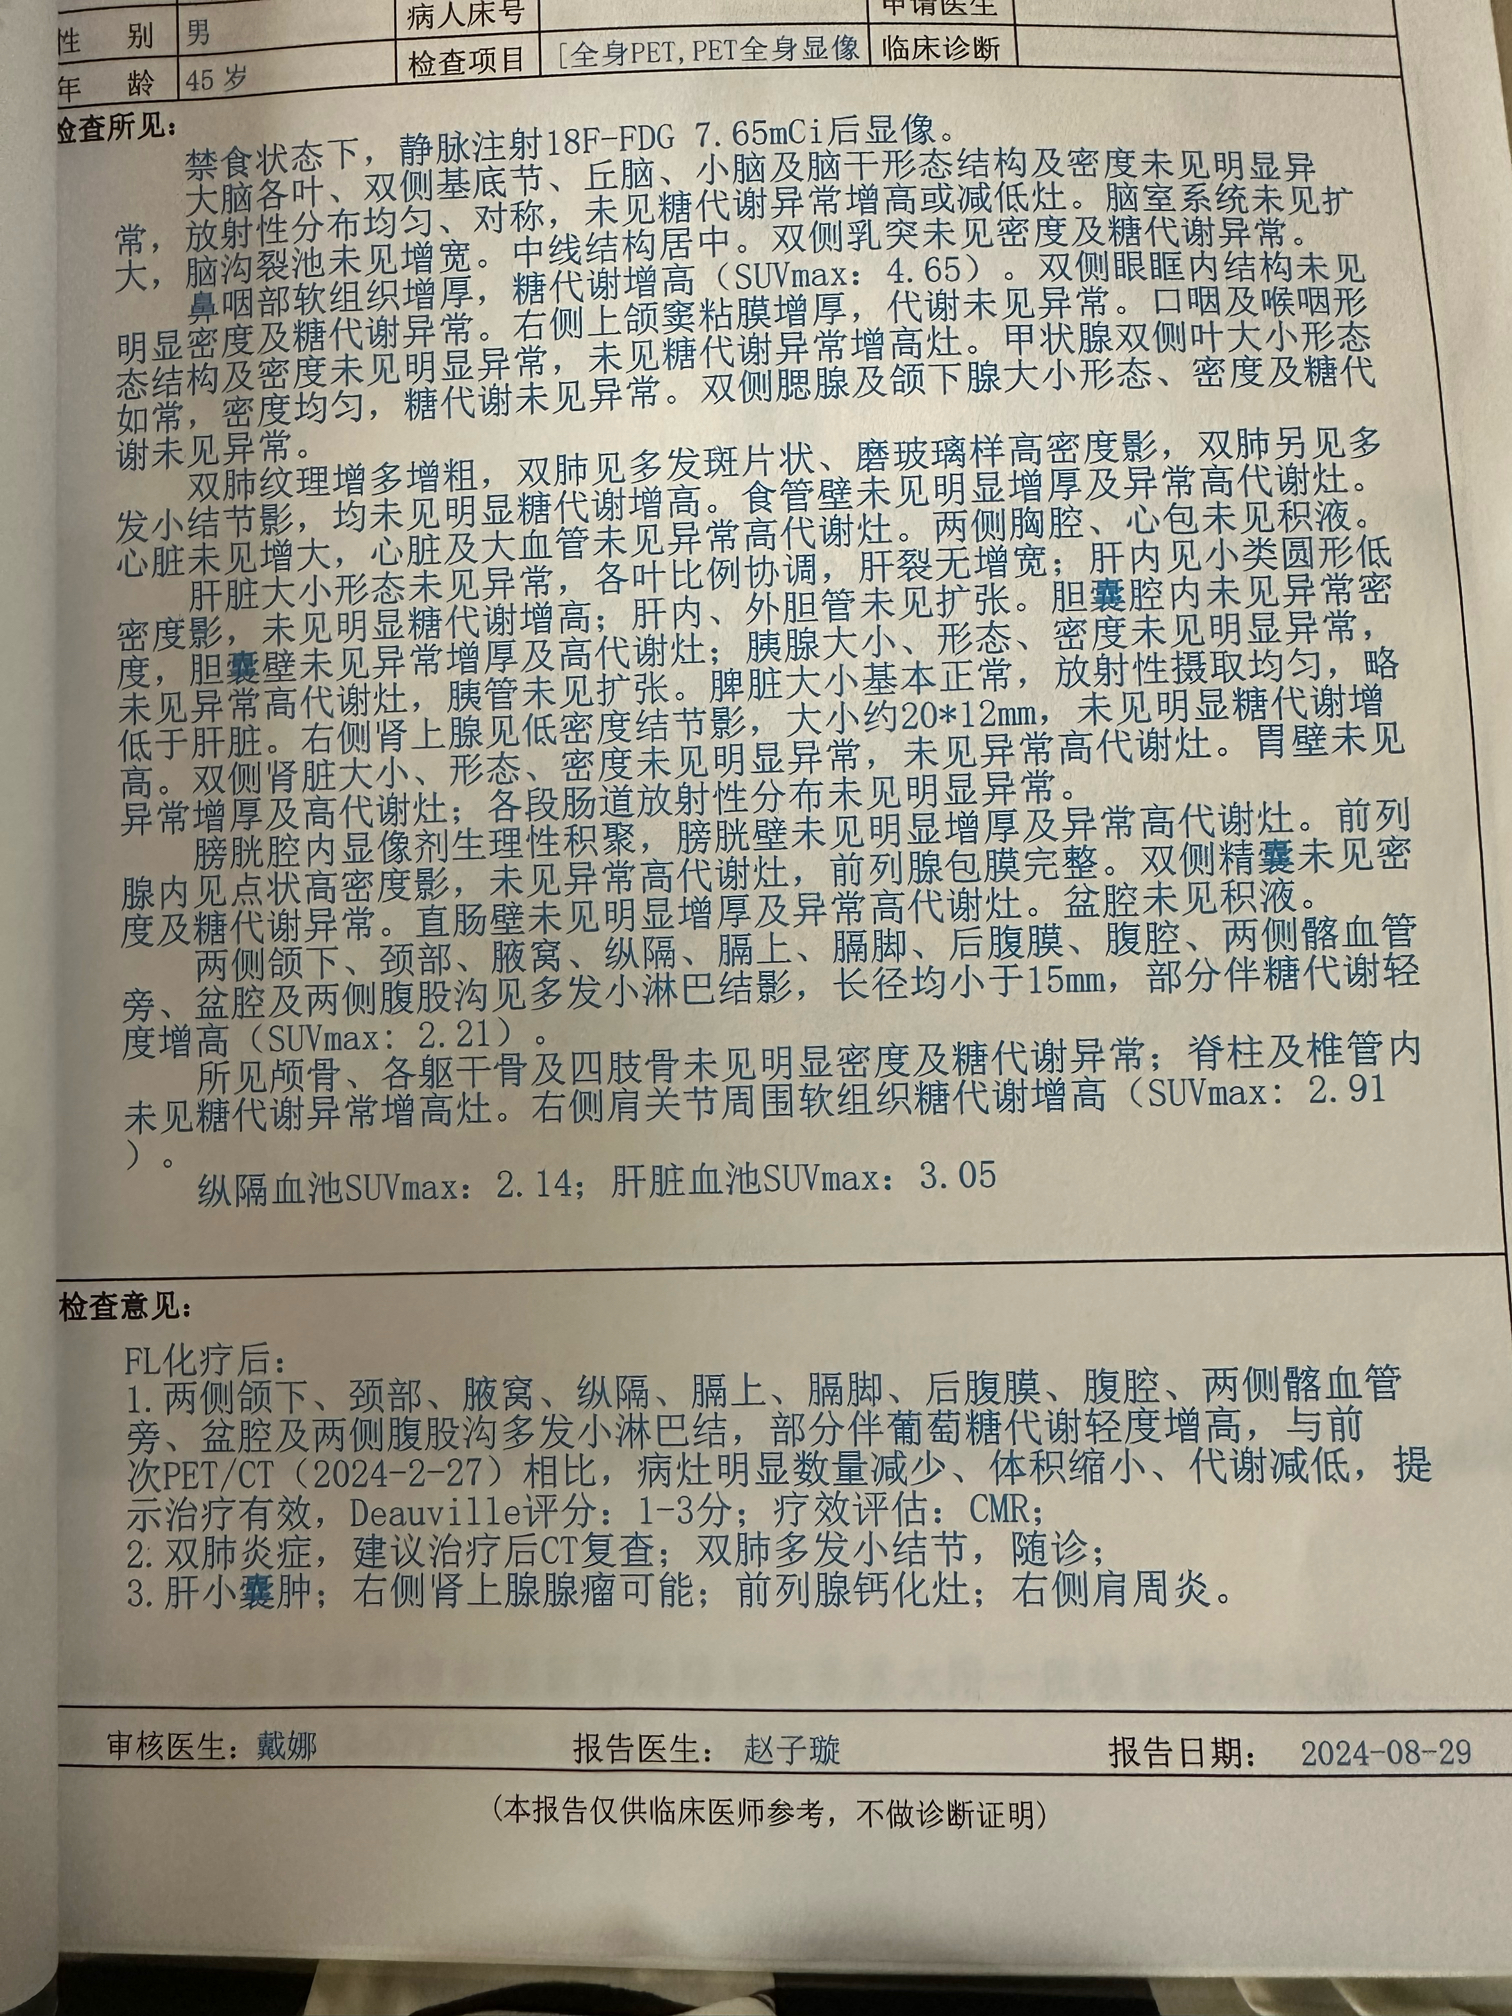 性 别 男 病人床号 申请医生
年 龄 45 岁 检查项目 [全身PET,PET全身显像 临床诊断
检查所见：
禁食状态下，静脉注射18F-FDG 7.65mCi后显像。
大脑各叶、双侧基底节、丘脑、小脑及脑干形态结构及密度未见明显异
常，放射性分布均匀、对称，未见糖代谢异常增高或减低灶。脑室系统未见扩
大，脑沟裂池未见增宽。中线结构居中。双侧乳突未见密度及糖代谢异常。
鼻咽部软组织增厚，糖代谢增高（SUVmax：4.65）。双侧眼眶内结构未见
明显密度及糖代谢异常。右侧上颌窦粘膜增厚，代谢未见异常。口咽及喉咽形
态结构及密度未见明显异常，未见糖代谢异常增高灶。甲状腺双侧叶大小形态
如常，密度均匀，糖代谢未见异常。双侧腮腺及颌下腺大小形态、密度及糖代
谢未见异常。
双肺纹理增多增粗，双肺见多发斑片状、磨玻璃样高密度影，双肺另见多
发小结节影，均未见明显糖代谢增高。食管壁未见明显增厚及异常高代谢灶。
心脏未见增大，心脏及大血管未见异常高代谢灶。两侧胸腔、心包未见积液。
肝脏大小形态未见异常，各叶比例协调，肝裂无增宽；肝内见小类圆形低
密度影，未见明显糖代谢增高；肝内、外胆管未见扩张。胆囊腔内未见异常密
度，胆囊壁未见异常增厚及高代谢灶；胰腺大小、形态、密度未见明显异常，
未见异常高代谢灶，胰管未见扩张。脾脏大小基本正常，放射性摄取均匀，略
低于肝脏。右侧肾上腺见低密度结节影，大小约20*12mm，未见明显糖代谢增
高。双侧肾脏大小、形态、密度未见明显异常，未见异常高代谢灶。胃壁未见
异常增厚及高代谢灶；各段肠道放射性分布未见明显异常。
膀胱腔内显像剂生理性积聚，膀胱壁未见明显增厚及异常高代谢灶。前列
腺内见点状高密度影，未见异常高代谢灶，前列腺包膜完整。双侧精囊未见密
度及糖代谢异常。直肠壁未见明显增厚及异常高代谢灶。盆腔未见积液。
两侧颌下、颈部、腋窝、纵隔、膈上、膈脚、后腹膜、腹腔、两侧髂血管
旁、盆腔及两侧腹股沟见多发小淋巴结影，长径均小于15mm，部分伴糖代谢轻
度增高（SUVmax: 2.21）。
所见颅骨、各躯干骨及四肢骨未见明显密度及糖代谢异常；脊柱及椎管内
未见糖代谢异常增高灶。右侧肩关节周围软组织糖代谢增高（SUVmax: 2.91
）。
纵隔血池SUVmax：2.14；肝脏血池SUVmax：3.05
检查意见：
FL化疗后：
1.两侧颌下、颈部、腋窝、纵隔、膈上、膈脚、后腹膜、腹腔、两侧髂血管
旁、盆腔及两侧腹股沟多发小淋巴结，部分伴葡萄糖代谢轻度增高，与前
次PET/CT（2024-2-27）相比，病灶明显数量减少、体积缩小、代谢减低，提
示治疗有效，Deauville评分：1-3分；疗效评估：CMR；
2.双肺炎症，建议治疗后CT复查；双肺多发小结节，随诊；
3.肝小囊肿；右侧肾上腺腺瘤可能；前列腺钙化灶；右侧肩周炎。
审核医生：戴娜 报告医生：赵子璇 报告日期：2024-08-29
(本报告仅供临床医师参考，不做诊断证明)